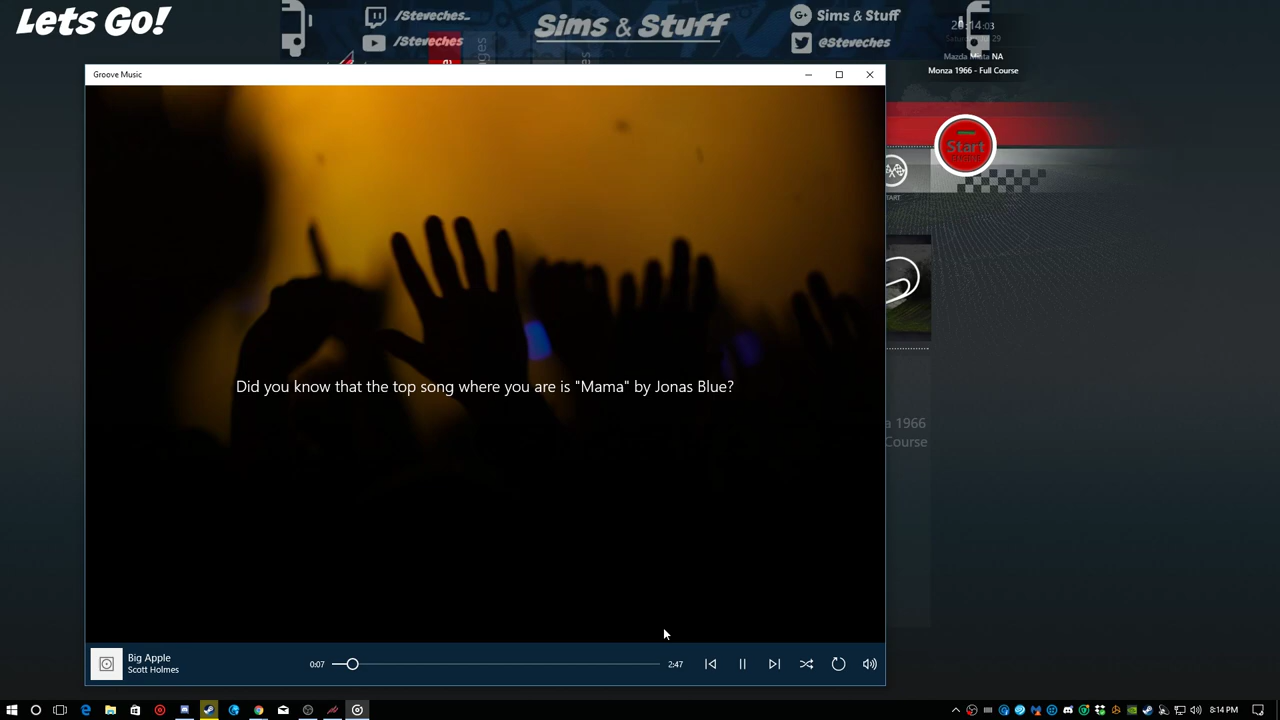 Lets Go!
/Steveches..
/Steveches
Sims & Stuff
Sims & Stuff
@Steveches
Mazda Miata NA
Monza 1966 - Full Course
Groove Music
Start
Did you know that the top song where you are is "Mama" by Jonas Blue?
1966
Course
Big Apple
Scott Holmes
0:07
2:47
8:14 PM